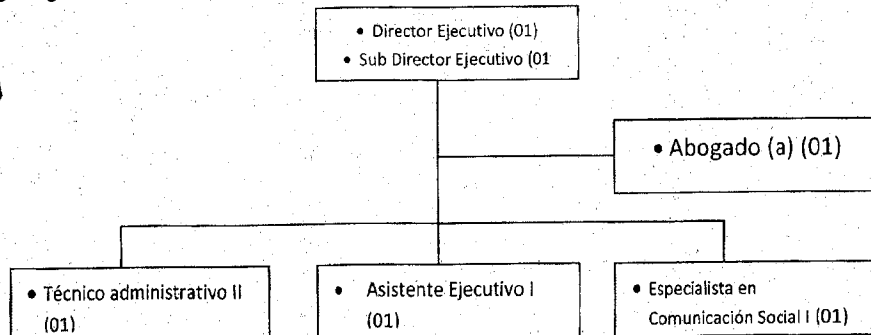 • Director Ejecutivo (01)
• Sub Director Ejecutivo (01
• Abogado (a) (01)
• Técnico administrativo II
(01)
• Asistente Ejecutivo I
(01)
• Especialista en
Comunicación Social I (01)